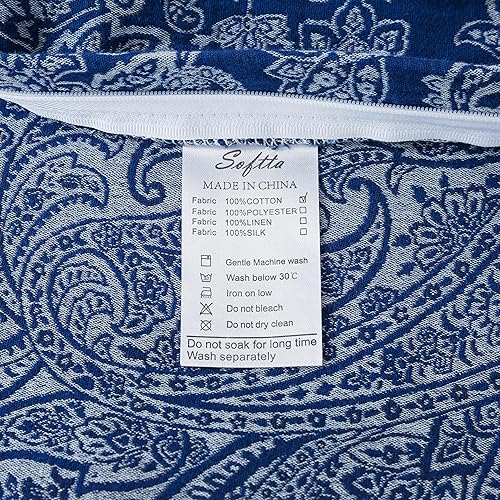 Softta
MADE IN CHINA
Fabric 100%COTTON ☑
Fabric 100%POLYESTER ☐
Fabric 100%LINEN ☐
Fabric 100%SILK ☐
Gentle Machine wash
Wash below 30℃
Iron on low
Do not bleach
Do not dry clean
Do not soak for long time
Wash separately